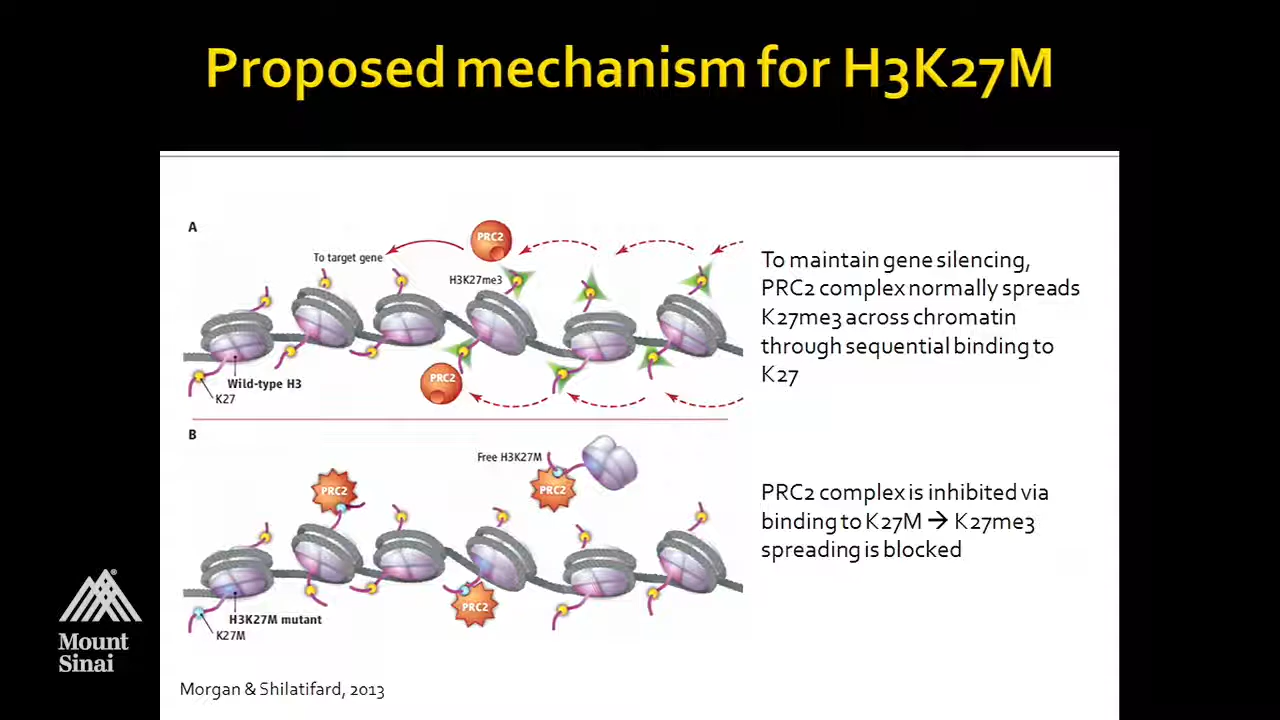 Proposed mechanism for H3K27M
A
PRC2
To target gene
H3K27me3
To maintain gene silencing,
PRC2 complex normally spreads
K27me3 across chromatin
through sequential binding to
K27
PRC2
Wild-type H3
K27
B
Free H3K27M
PRC2
PRC2
PRC2 complex is inhibited via
binding to K27M → K27me3
spreading is blocked
PRC2
H3K27M mutant
K27M
Mount
Sinai
®
Morgan & Shilatifard, 2013